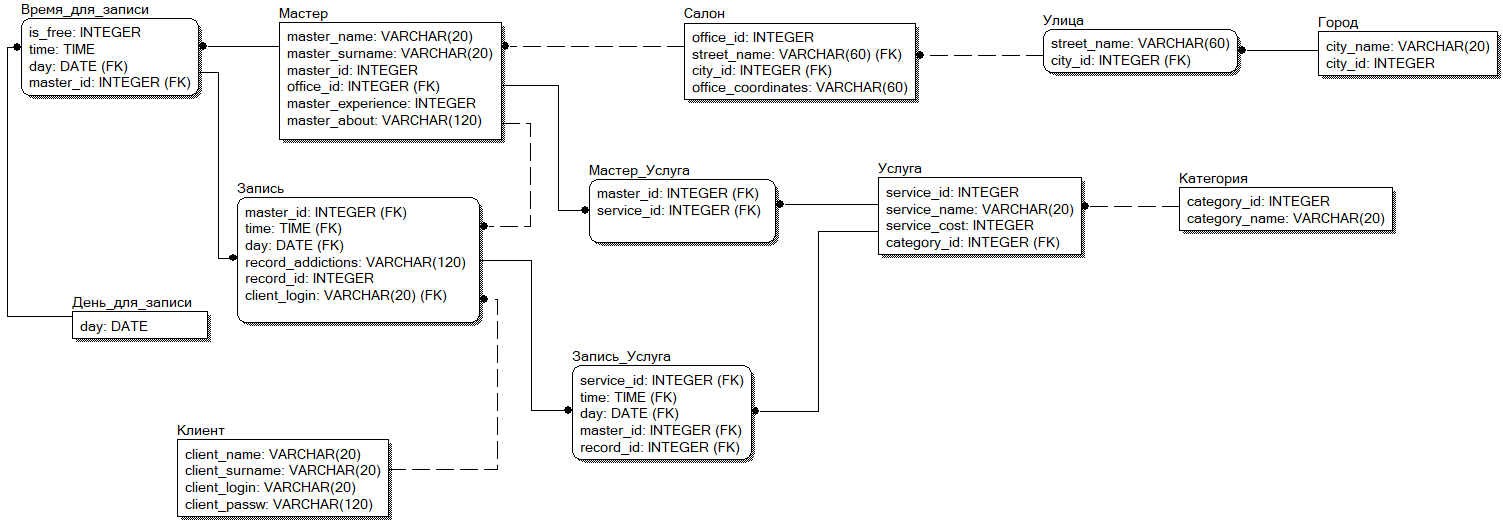 Время_для_записи
is_free: INTEGER
time: TIME
day: DATE (FK)
master_id: INTEGER (FK)
Мастер
master_name: VARCHAR(20)
master_surname: VARCHAR(20)
master_id: INTEGER
office_id: INTEGER (FK)
master_experience: INTEGER
master_about: VARCHAR(120)
Салон
office_id: INTEGER
street_name: VARCHAR(60) (FK)
city_id: INTEGER (FK)
office_coordinates: VARCHAR(60)
Улица
street_name: VARCHAR(60)
city_id: INTEGER (FK)
Город
city_name: VARCHAR(20)
city_id: INTEGER
Запись
master_id: INTEGER (FK)
time: TIME (FK)
day: DATE (FK)
record_addictions: VARCHAR(120)
record_id: INTEGER
client_login: VARCHAR(20) (FK)
Мастер_Услуга
master_id: INTEGER (FK)
service_id: INTEGER (FK)
Услуга
service_id: INTEGER
service_name: VARCHAR(20)
service_cost: INTEGER
category_id: INTEGER (FK)
Категория
category_id: INTEGER
category_name: VARCHAR(20)
День_для_записи
day: DATE
Запись_Услуга
service_id: INTEGER (FK)
time: TIME (FK)
day: DATE (FK)
master_id: INTEGER (FK)
record_id: INTEGER (FK)
Клиент
client_name: VARCHAR(20)
client_surname: VARCHAR(20)
client_login: VARCHAR(20)
client_passw: VARCHAR(120)